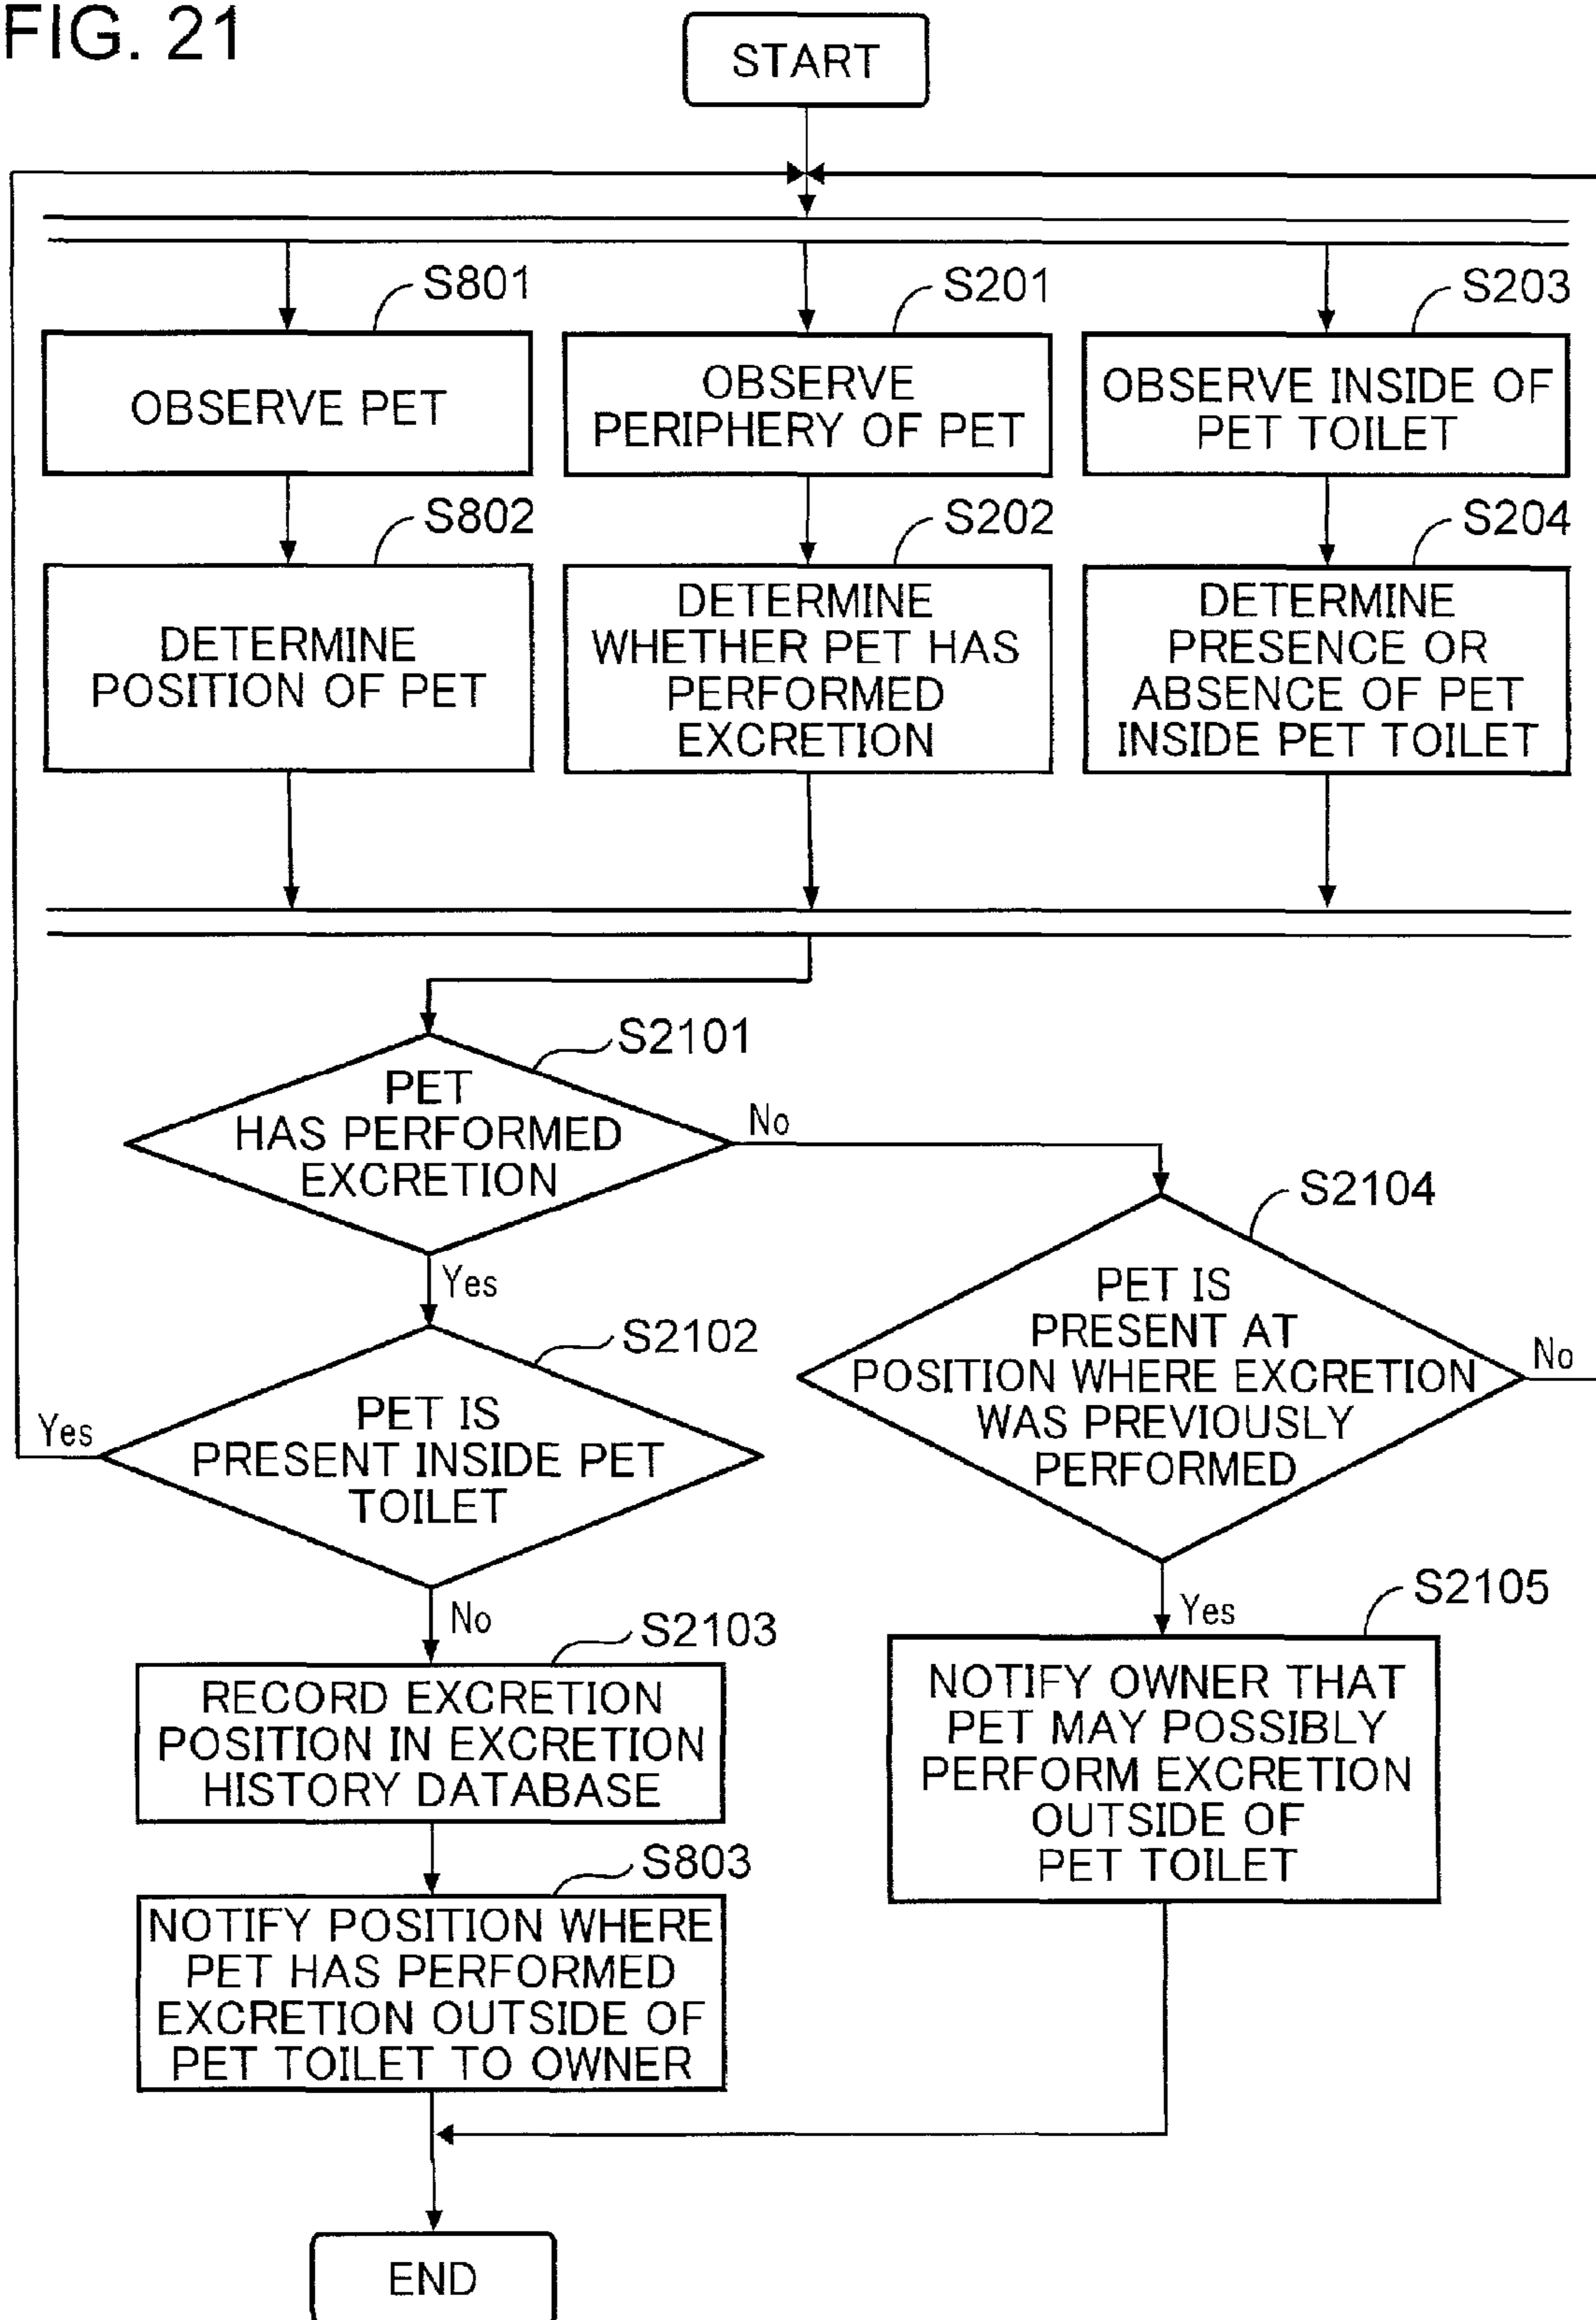 FIG. 21
START
S801
OBSERVE PET
S201
OBSERVE
PERIPHERY OF PET
S203
OBSERVE INSIDE OF
PET TOILET
S802
DETERMINE
POSITION OF PET
S202
DETERMINE
WHETHER PET HAS
PERFORMED
EXCRETION
S204
DETERMINE
PRESENCE OR
ABSENCE OF PET
INSIDE PET TOILET
S2101
PET
HAS PERFORMED
EXCRETION
No
Yes
S2102
PET IS
PRESENT INSIDE PET
TOILET
Yes
No
S2104
PET IS
PRESENT AT
POSITION WHERE EXCRETION
WAS PREVIOUSLY
PERFORMED
No
Yes
S2103
RECORD EXCRETION
POSITION IN EXCRETION
HISTORY DATABASE
S2105
NOTIFY OWNER THAT
PET MAY POSSIBLY
PERFORM EXCRETION
OUTSIDE OF
PET TOILET
S803
NOTIFY POSITION WHERE
PET HAS PERFORMED
EXCRETION OUTSIDE OF
PET TOILET TO OWNER
END